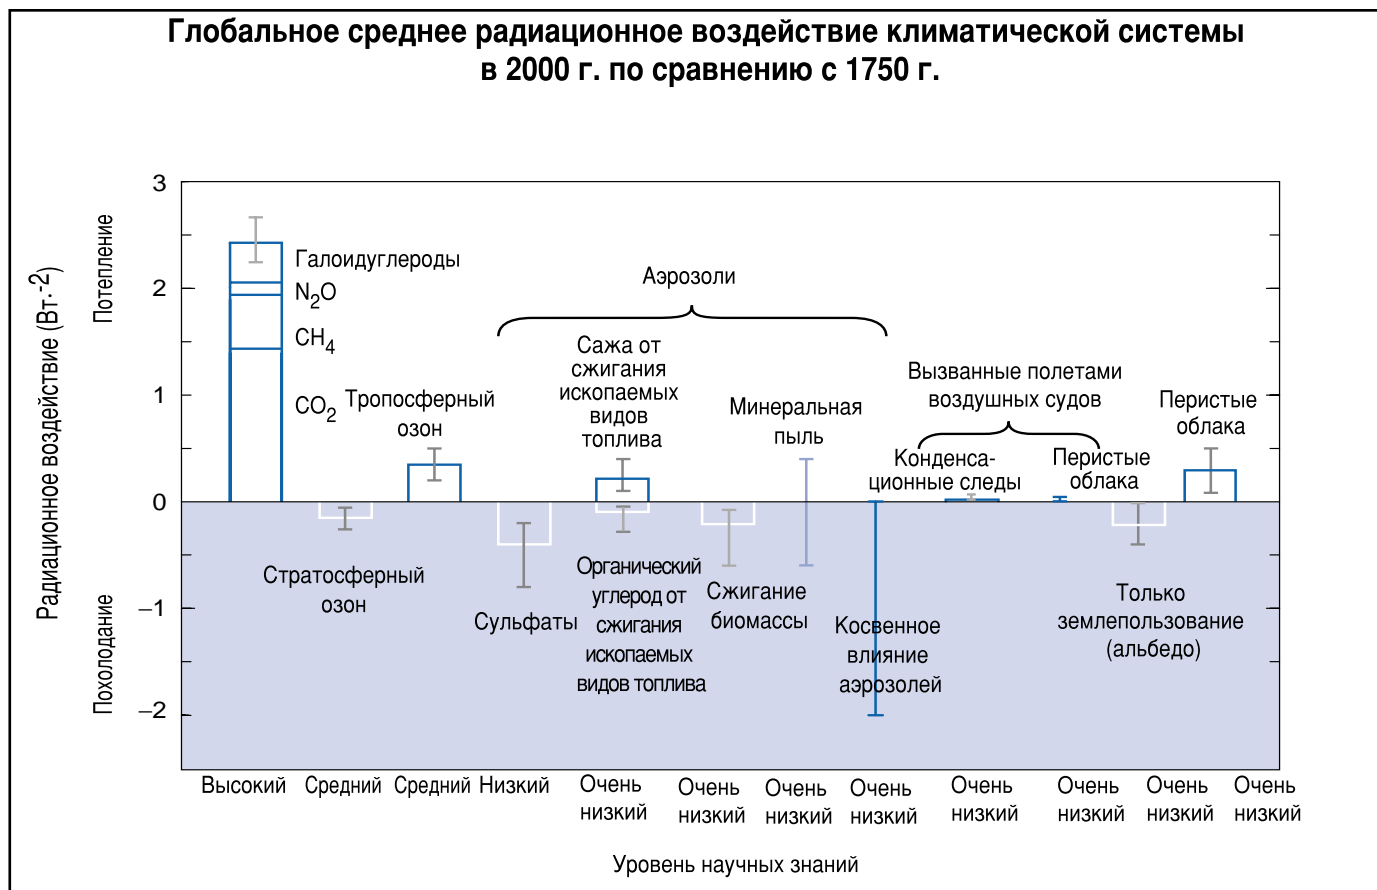 Глобальное среднее радиационное воздействие климатической системы
в 2000 г. по сравнению с 1750 г.
Радиационное воздействие (Вт·⁻²)
Потепление
Похолодание
3
2
1
0
–1
–2
Галоидуглероды
N₂O
CH₄
CO₂
Стратосферный
озон
Тропосферный
озон
Аэрозоли
Сульфаты
Сажа от
сжигания
ископаемых
видов
топлива
Органический
углерод от
сжигания
ископаемых
видов топлива
Сжигание
биомассы
Минеральная
пыль
Косвенное
влияние
аэрозолей
Вызванные полетами
воздушных судов
Конденса-
ционные следы
Перистые
облака
Только
землепользование
(альбедо)
Перистые
облака
Высокий
Средний
Средний
Низкий
Очень
низкий
Очень
низкий
Очень
низкий
Очень
низкий
Очень
низкий
Очень
низкий
Очень
низкий
Очень
низкий
Уровень научных знаний